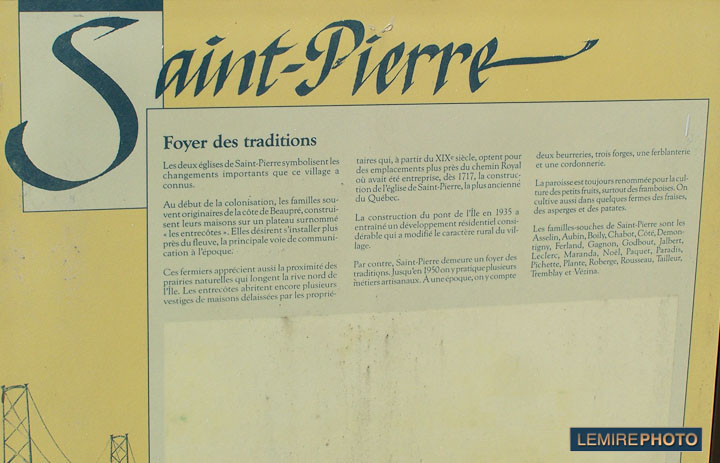 Saint-Pierre
Foyer des traditions
Les deux églises de Saint-Pierre symbolisent les
changements importants que ce village a
connus.
Au début de la colonisation, les familles sou-
vent originaires de la côte de Beaupré, construi-
sent leurs maisons sur un plateau surnommé
« les entrecôtes ». Elles désirent s'installer plus
près du fleuve, la principale voie de communi-
cation à l'époque.
Ces fermiers apprécient aussi la proximité des
prairies naturelles qui longent la rive nord de
l'Île. Les entrecôtes abritent encore plusieurs
vestiges de maisons délaissées par les proprié-
taires qui, à partir du XIXe siècle, optent pour
des emplacements plus près du chemin Royal
où avait été entreprise, dès 1717, la construc-
tion de l'église de Saint-Pierre, la plus ancienne
du Québec.
La construction du pont de l'Île en 1935 a
entraîné un développement résidentiel consi-
dérable qui a modifié le caractère rural du vil-
lage.
Par contre, Saint-Pierre demeure un foyer des
traditions. Jusqu'en 1950 on y pratique plusieurs
métiers artisanaux. À une époque, on y compte
deux beurreries, trois forges, une ferblanterie
et une cordonnerie.
La paroisse est toujours renommée pour la cul-
ture des petits fruits, surtout des framboises. On
cultive aussi dans quelques fermes des fraises,
des asperges et des patates.
Les familles-souches de Saint-Pierre sont les
Asselin, Aubin, Boily, Chabot, Côté, Demon-
tigny, Ferland, Gagnon, Godbout, Jalbert,
Leclerc, Maranda, Noël, Paquet, Paradis,
Pichette, Plante, Roberge, Rousseau, Tailleur,
Tremblay et Vézina.
LEMIREPHOTO